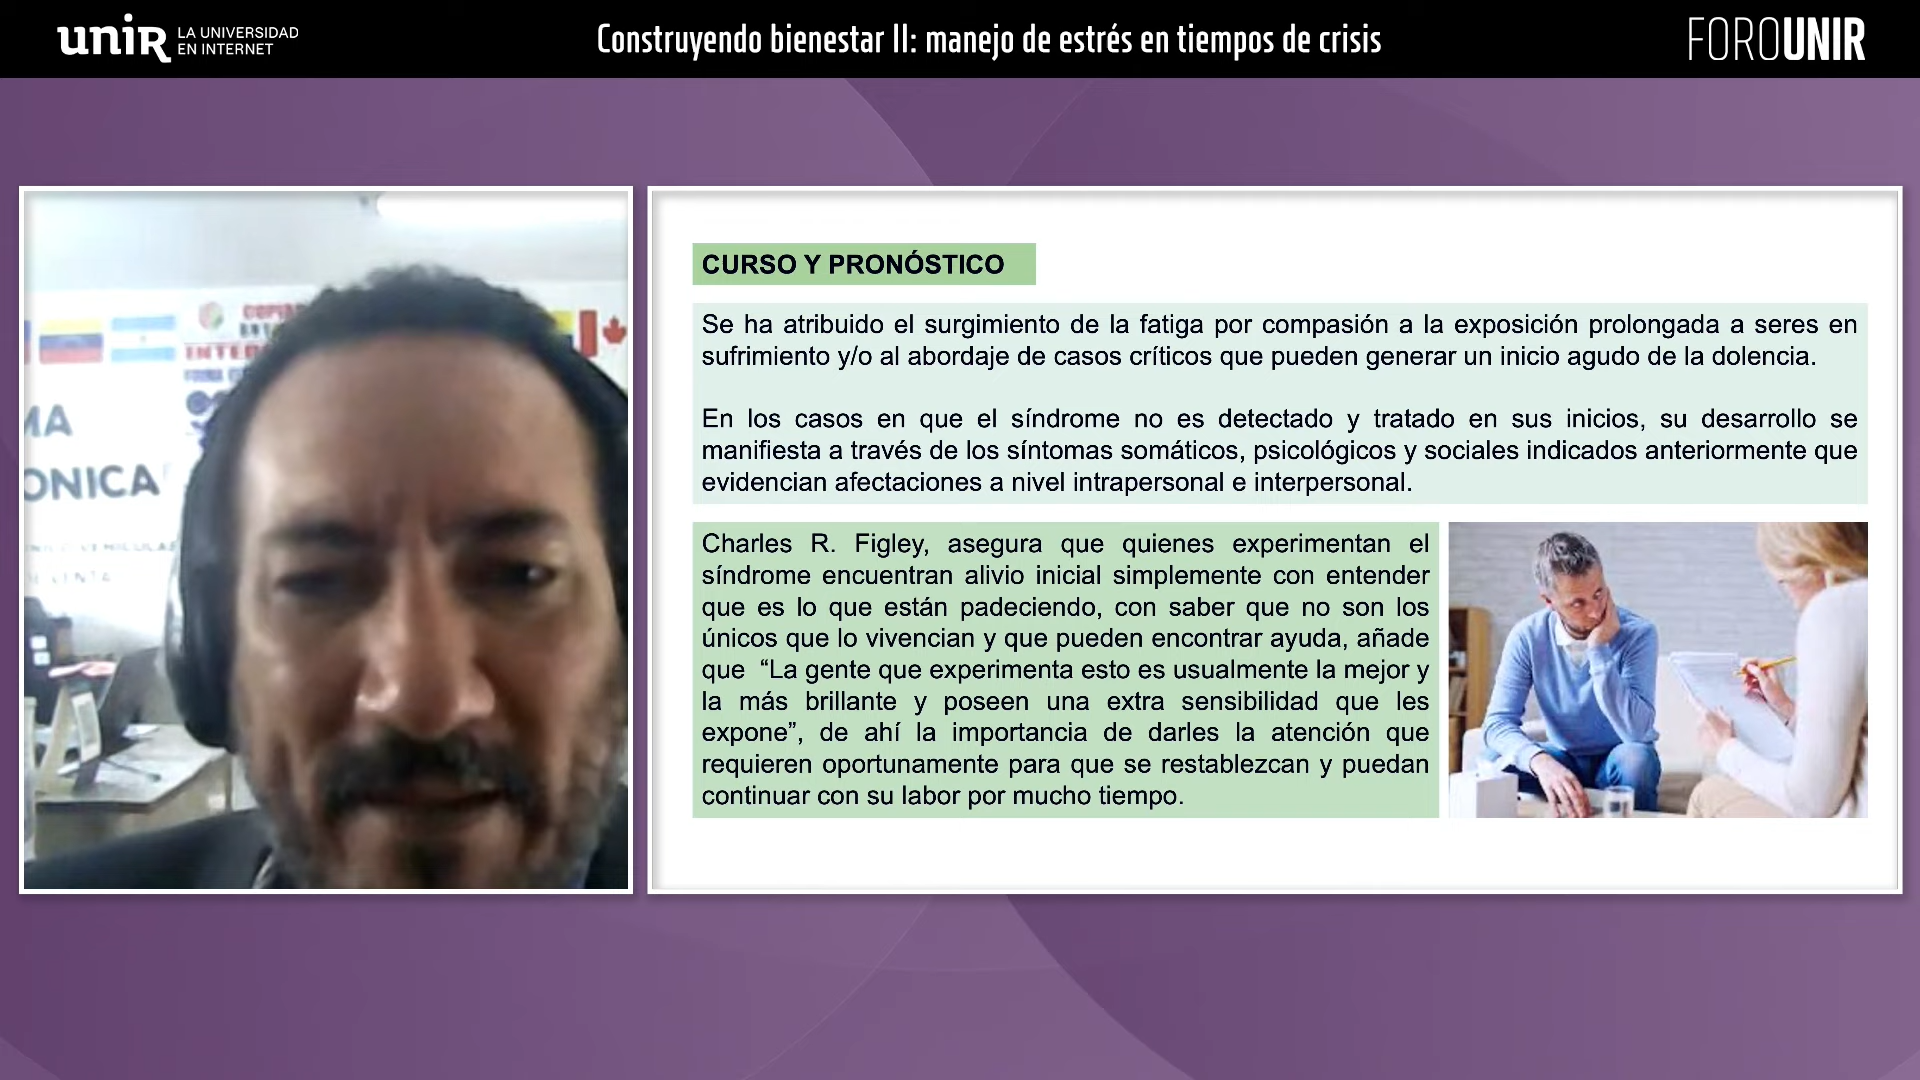 unir LA UNIVERSIDAD
EN INTERNET
Construyendo bienestar II: manejo de estrés en tiempos de crisis
FOROUNIR
CURSO Y PRONÓSTICO
Se ha atribuido el surgimiento de la fatiga por compasión a la exposición prolongada a seres en
sufrimiento y/o al abordaje de casos críticos que pueden generar un inicio agudo de la dolencia.
En los casos en que el síndrome no es detectado y tratado en sus inicios, su desarrollo se
manifiesta a través de los síntomas somáticos, psicológicos y sociales indicados anteriormente que
evidencian afectaciones a nivel intrapersonal e interpersonal.
Charles R. Figley, asegura que quienes experimentan el
síndrome encuentran alivio inicial simplemente con entender
que es lo que están padeciendo, con saber que no son los
únicos que lo vivencian y que pueden encontrar ayuda, añade
que “La gente que experimenta esto es usualmente la mejor y
la más brillante y poseen una extra sensibilidad que les
expone”, de ahí la importancia de darles la atención que
requieren oportunamente para que se restablezcan y puedan
continuar con su labor por mucho tiempo.
MA
ONICA